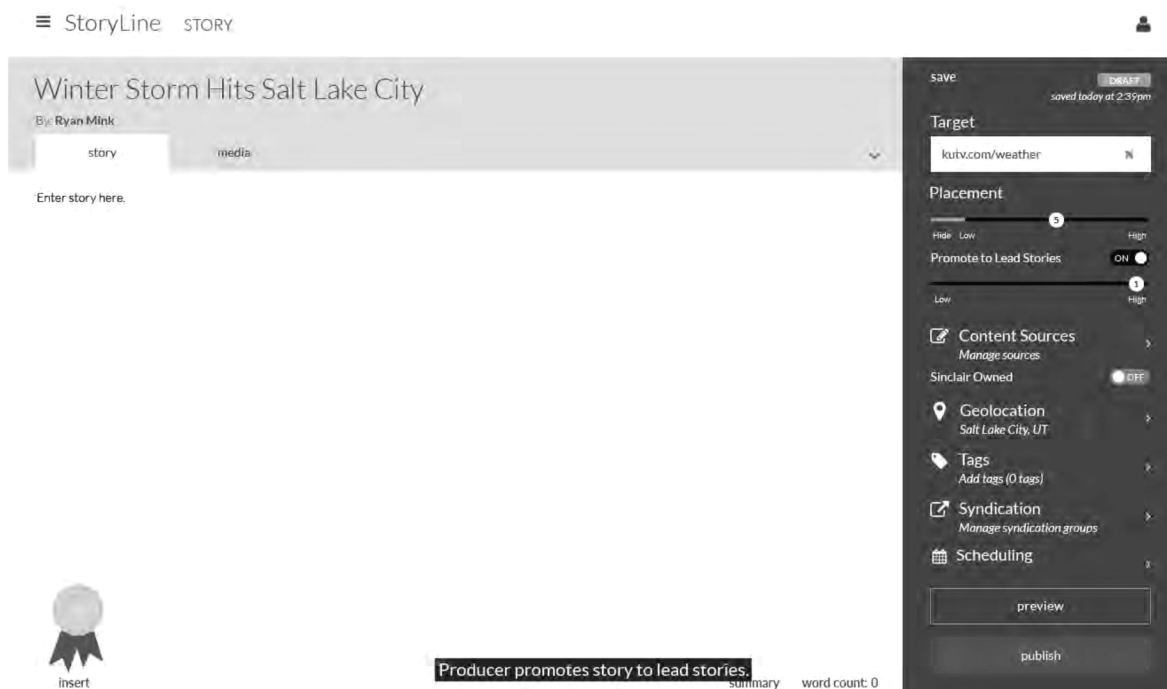 StoryLine STORY
Winter Storm Hits Salt Lake City
By: Ryan Mink
story media
Enter story here.
insert
Producer promotes story to lead stories.
summary word count: 0
save DRAFT
saved today at 2:39pm
Target
kutv.com/weather
Placement
5
Hide Low High
Promote to Lead Stories ON
1
Low High
Content Sources
Manage sources
Sinclair Owned OFF
Geolocation
Salt Lake City, UT
Tags
Add tags (0 tags)
Syndication
Manage syndication groups
Scheduling
preview
publish